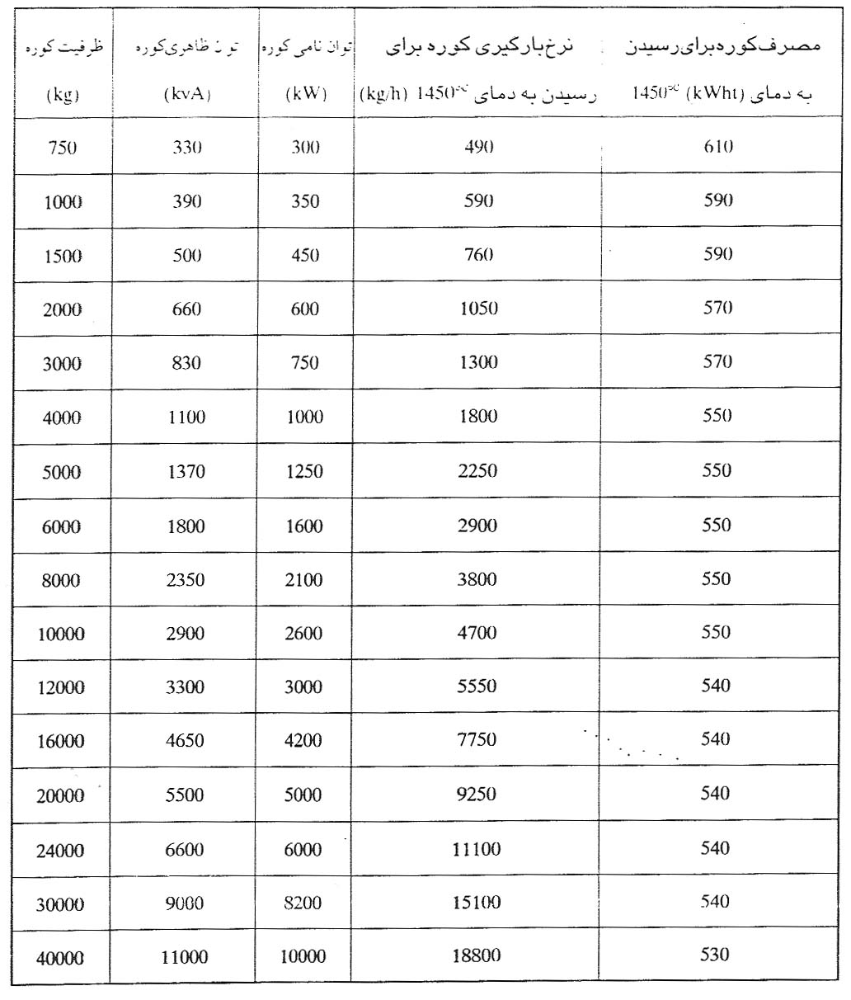 ظرفیت کوره (kg) | توان ظاهری کوره (kvA) | توان نامی کوره (kW) | نرخ بارگیری کوره برای رسیدن به دمای 1450°c (kg/h) | مصرف کوره برای رسیدن به دمای 1450°c (kWht)
750 | 330 | 300 | 490 | 610
1000 | 390 | 350 | 590 | 590
1500 | 500 | 450 | 760 | 590
2000 | 660 | 600 | 1050 | 570
3000 | 830 | 750 | 1300 | 570
4000 | 1100 | 1000 | 1800 | 550
5000 | 1370 | 1250 | 2250 | 550
6000 | 1800 | 1600 | 2900 | 550
8000 | 2350 | 2100 | 3800 | 550
10000 | 2900 | 2600 | 4700 | 550
12000 | 3300 | 3000 | 5550 | 540
16000 | 4650 | 4200 | 7750 | 540
20000 | 5500 | 5000 | 9250 | 540
24000 | 6600 | 6000 | 11100 | 540
30000 | 9000 | 8200 | 15100 | 540
40000 | 11000 | 10000 | 18800 | 530